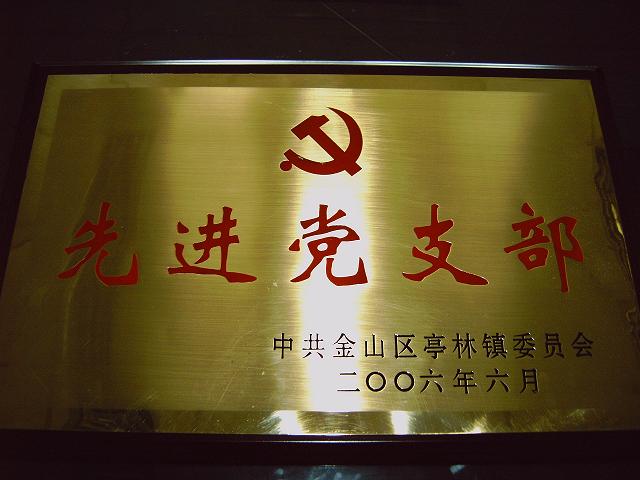 先进党支部
中共金山区亭林镇委员会
二〇〇六年六月